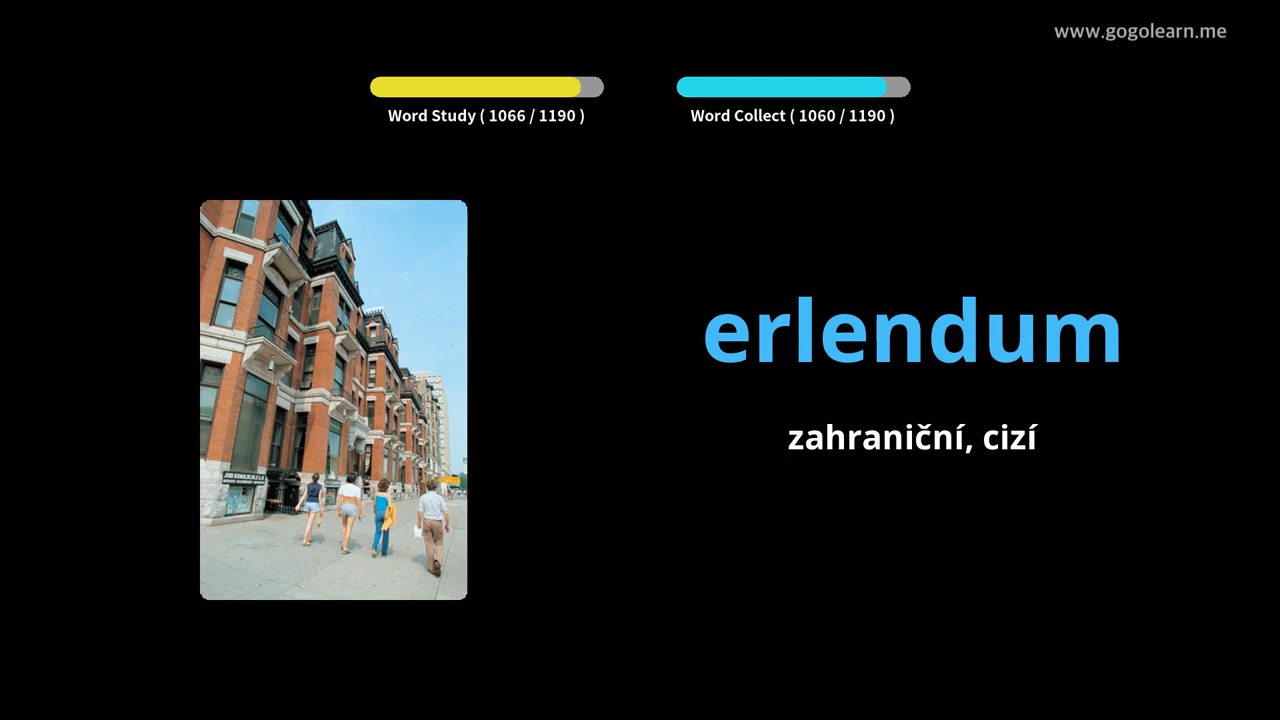 www.gogolearn.me
Word Study ( 1066 / 1190 )
Word Collect ( 1060 / 1190 )
erlendum
zahraniční, cizí